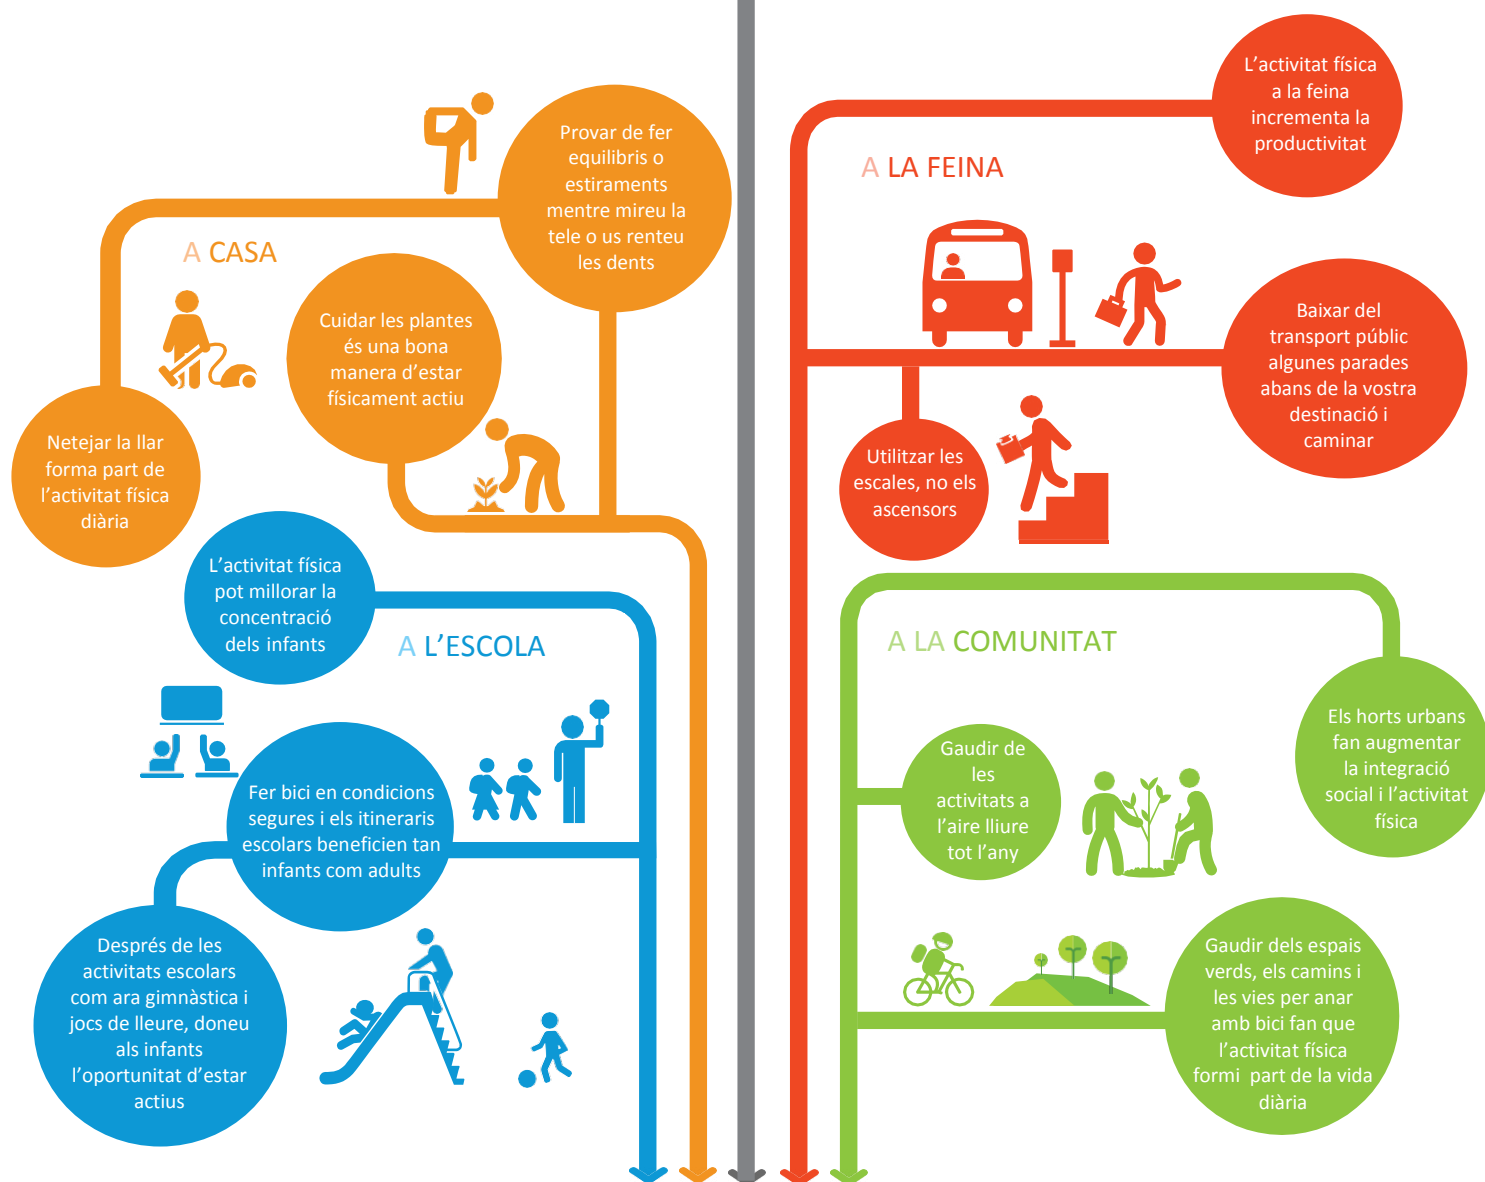 A CASA
Provar de fer
equilibris o
estiraments
mentre mireu la
tele o us renteu
les dents
Cuidar les plantes
és una bona
manera d'estar
físicament actiu
Netejar la llar
forma part de
l'activitat física
diària
L'activitat física
pot millorar la
concentració
dels infants
A L'ESCOLA
Fer bici en condicions
segures i els itineraris
escolars beneficien tan
infants com adults
Després de les
activitats escolars
com ara gimnàstica i
jocs de lleure, doneu
als infants
l'oportunitat d'estar
actius
L'activitat física
a la feina
incrementa la
productivitat
A LA FEINA
Baixar del
transport públic
algunes parades
abans de la vostra
destinació i
caminar
Utilitzar les
escales, no els
ascensors
A LA COMUNITAT
Els horts urbans
fan augmentar
la integració
social i l'activitat
física
Gaudir de
les
activitats a
l'aire lliure
tot l'any
Gaudir dels espais
verds, els camins i
les vies per anar
amb bici fan que
l'activitat física
formi  part de la vida
diària